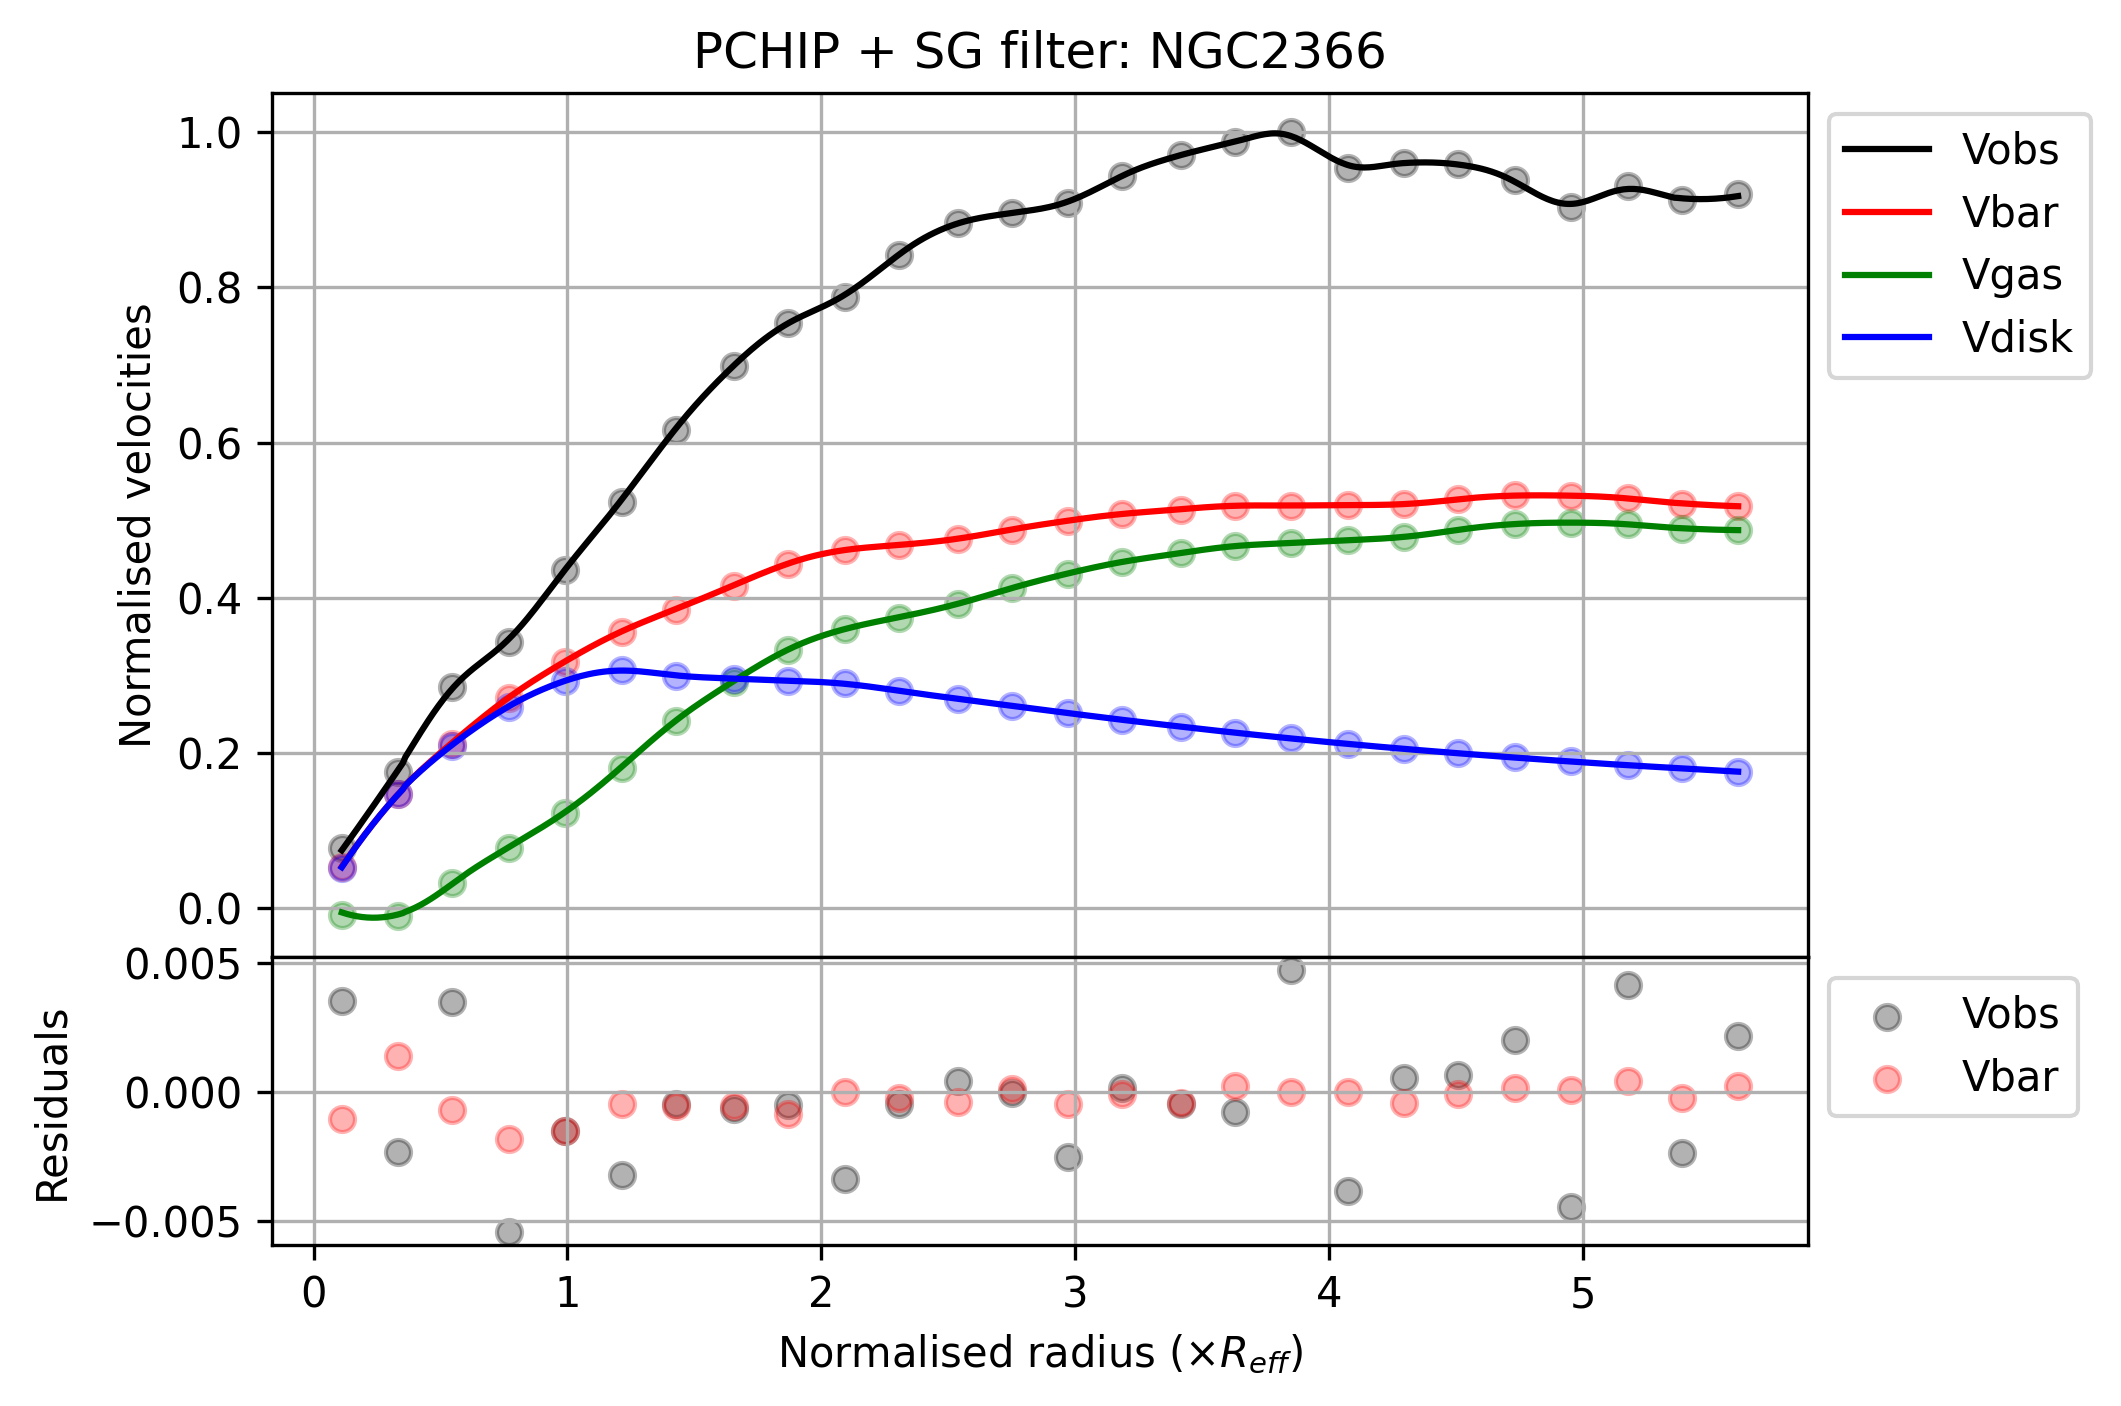 PCHIP + SG filter: NGC2366
Normalised velocities
1.0
0.8
0.6
0.4
0.2
0.0
Vobs
Vbar
Vgas
Vdisk
Residuals
0.005
0.000
−0.005
Vobs
Vbar
0 1 2 3 4 5
Normalised radius (×R_{eff})